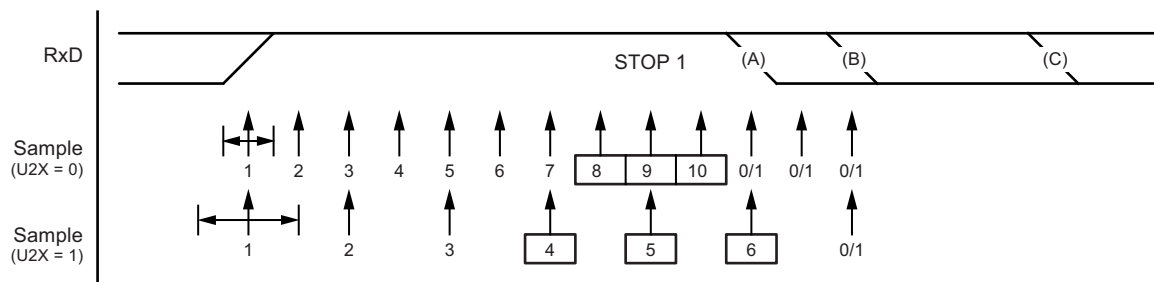 RxD STOP 1 (A) (B) (C)
Sample
(U2X = 0)
1 2 3 4 5 6 7 8 9 10 0/1 0/1 0/1
Sample
(U2X = 1)
1 2 3 4 5 6 0/1